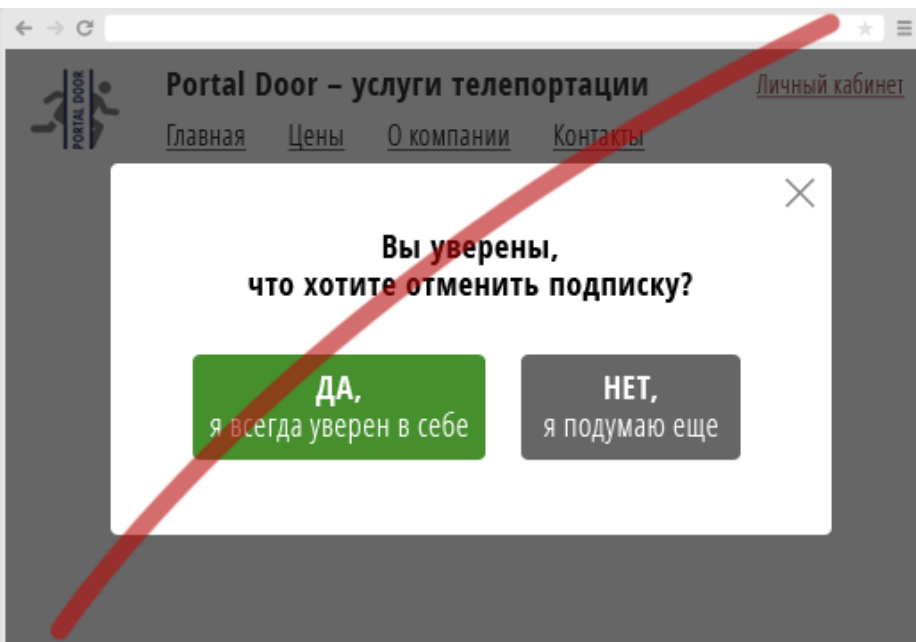 PORTAL DOOR
Portal Door – услуги телепортации
Личный кабинет
Главная Цены О компании Контакты
Вы уверены,
что хотите отменить подписку?
ДА,
я всегда уверен в себе
НЕТ,
я подумаю еще